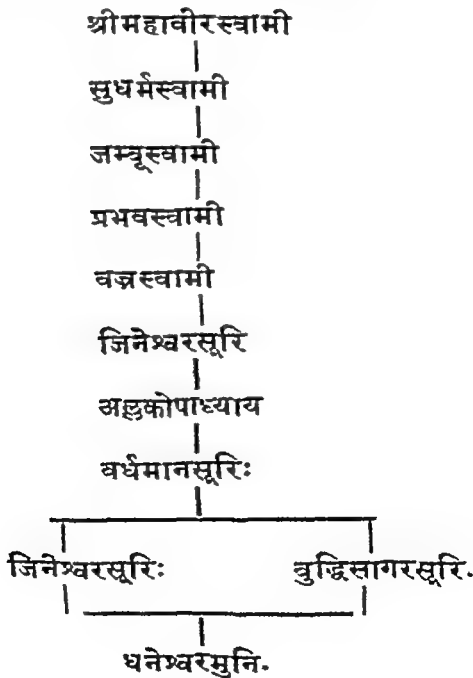 श्रीमहावीरस्वामी
सुधर्मस्वामी
जम्बूस्वामी
प्रभवस्वामी
वज्रस्वामी
जिनेश्वरसूरि
अल्लकोपाध्याय
वर्धमानसूरिः
जिनेश्वरसूरिः बुद्धिसागरसूरि.
धनेश्वरमुनि.